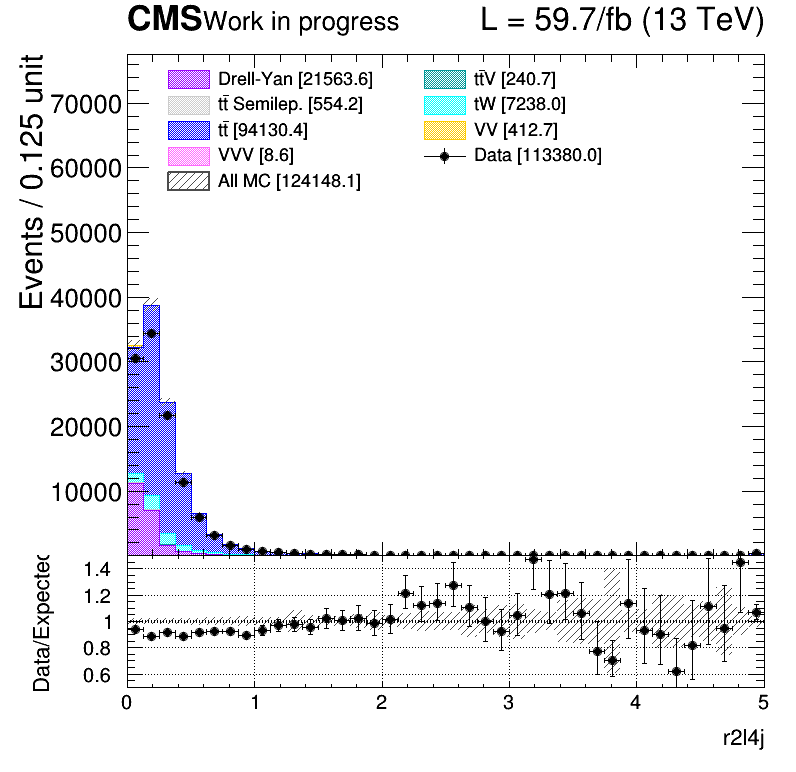 CMS Work in progress L = 59.7/fb (13 TeV)
Events / 0.125 unit
Drell-Yan [21563.6]
tt̄ Semilep. [554.2]
tt̄ [94130.4]
VVV [8.6]
All MC [124148.1]
tt̄V [240.7]
tW [7238.0]
VV [412.7]
Data [113380.0]
70000
60000
50000
40000
30000
20000
10000
Data/Expected
1.4
1.2
1
0.8
0.6
0 1 2 3 4 5
r2l4j